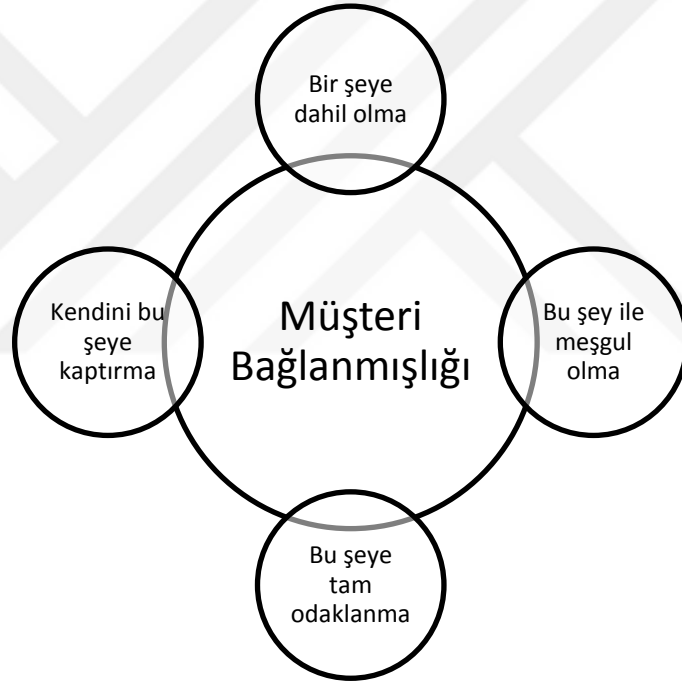 Bir şeye
dahil olma
Kendini bu
şeye
kaptırma
Müşteri
Bağlanmışlığı
Bu şey ile
meşgul
olma
Bu şeye
tam
odaklanma